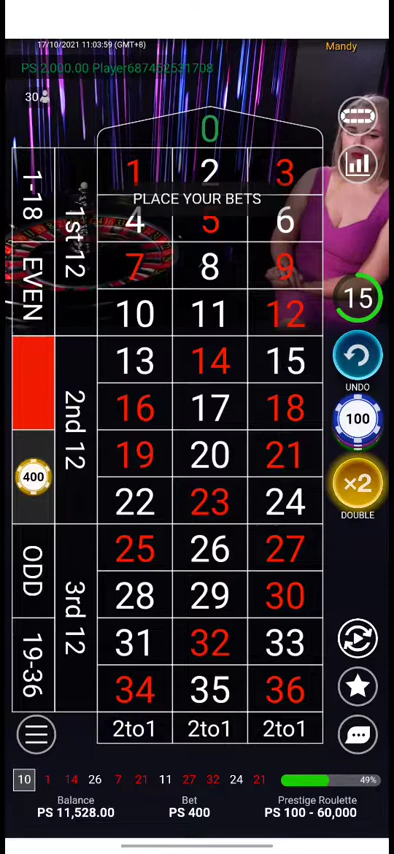 17/10/2021 11:03:59 (GMT+8)
Mandy
PS 2,000.00 Player687452531708
30
0
1 2 3
PLACE YOUR BETS
4 5 6
7 8 9
10 11 12
13 14 15
16 17 18
19 20 21
22 23 24
25 26 27
28 29 30
31 32 33
34 35 36
2to1 2to1 2to1
1-18
EVEN
400
ODD
19-36
1st 12
2nd 12
3rd 12
15
UNDO
100
×2
DOUBLE
10 1 14 26 7 21 11 27 32 24 21
49%
Balance
PS 11,528.00
Bet
PS 400
Prestige Roulette
PS 100 - 60,000